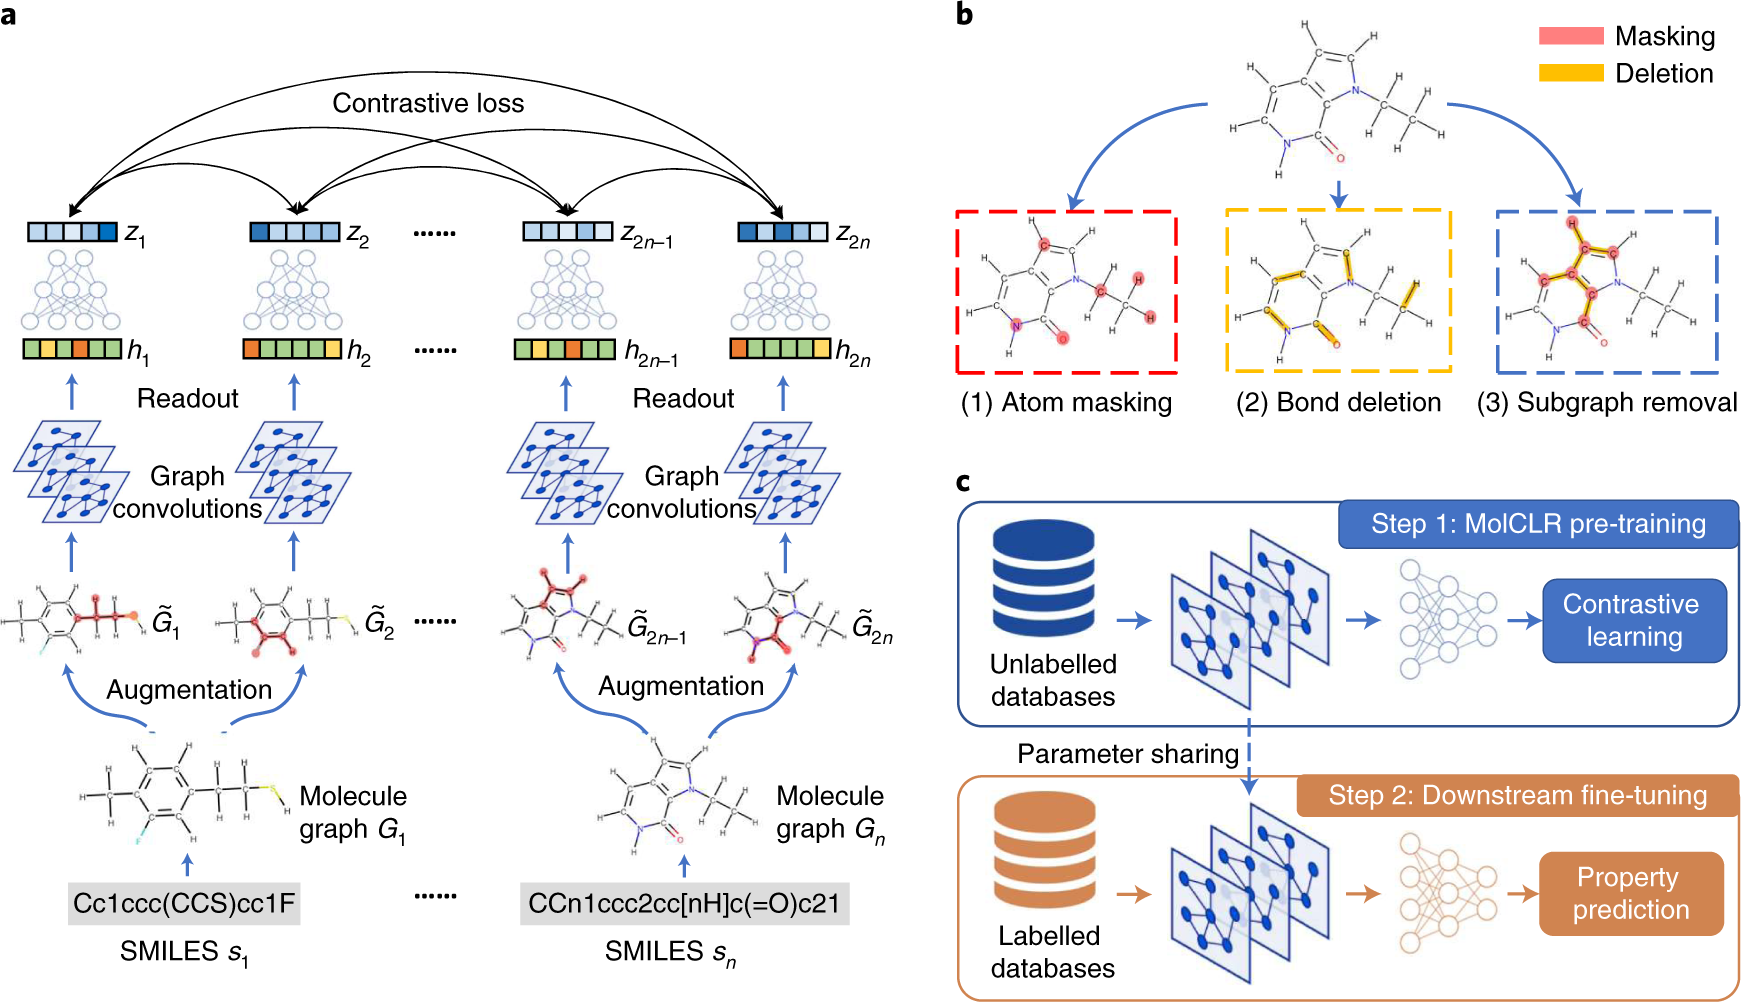 a
Contrastive loss
z1
z2
......
z2n–1
z2n
h1
h2
......
h2n–1
h2n
Readout
Readout
Graph
convolutions
Graph
convolutions
G̃1
G̃2
......
G̃2n–1
G̃2n
Augmentation
Augmentation
Molecule
graph G1
Molecule
graph Gn
Cc1ccc(CCS)cc1F
......
CCn1ccc2cc[nH]c(=O)c21
SMILES s1
SMILES sn
b
Masking
Deletion
(1) Atom masking
(2) Bond deletion
(3) Subgraph removal
c
Step 1: MolCLR pre-training
Unlabelled
databases
Contrastive
learning
Parameter sharing
Step 2: Downstream fine-tuning
Labelled
databases
Property
prediction